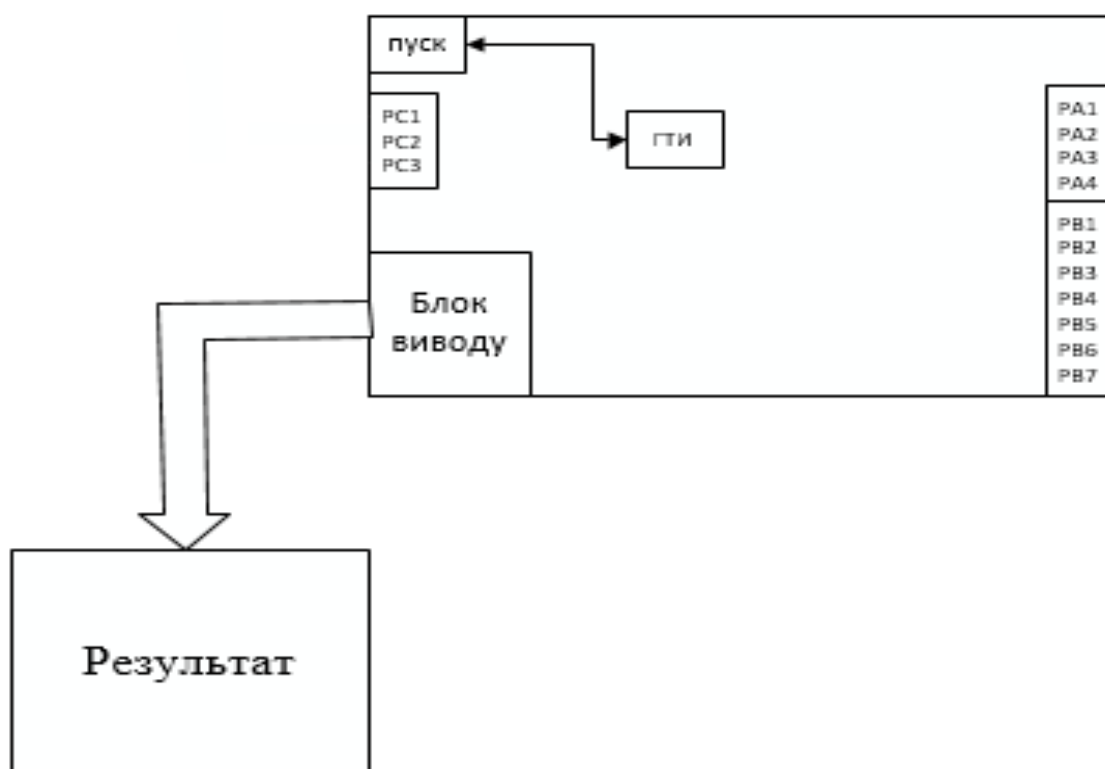 пуск
PC1
PC2
PC3
гти
PA1
PA2
PA3
PA4
PB1
PB2
PB3
PB4
PB5
PB6
PB7
Блок
виводу
Результат